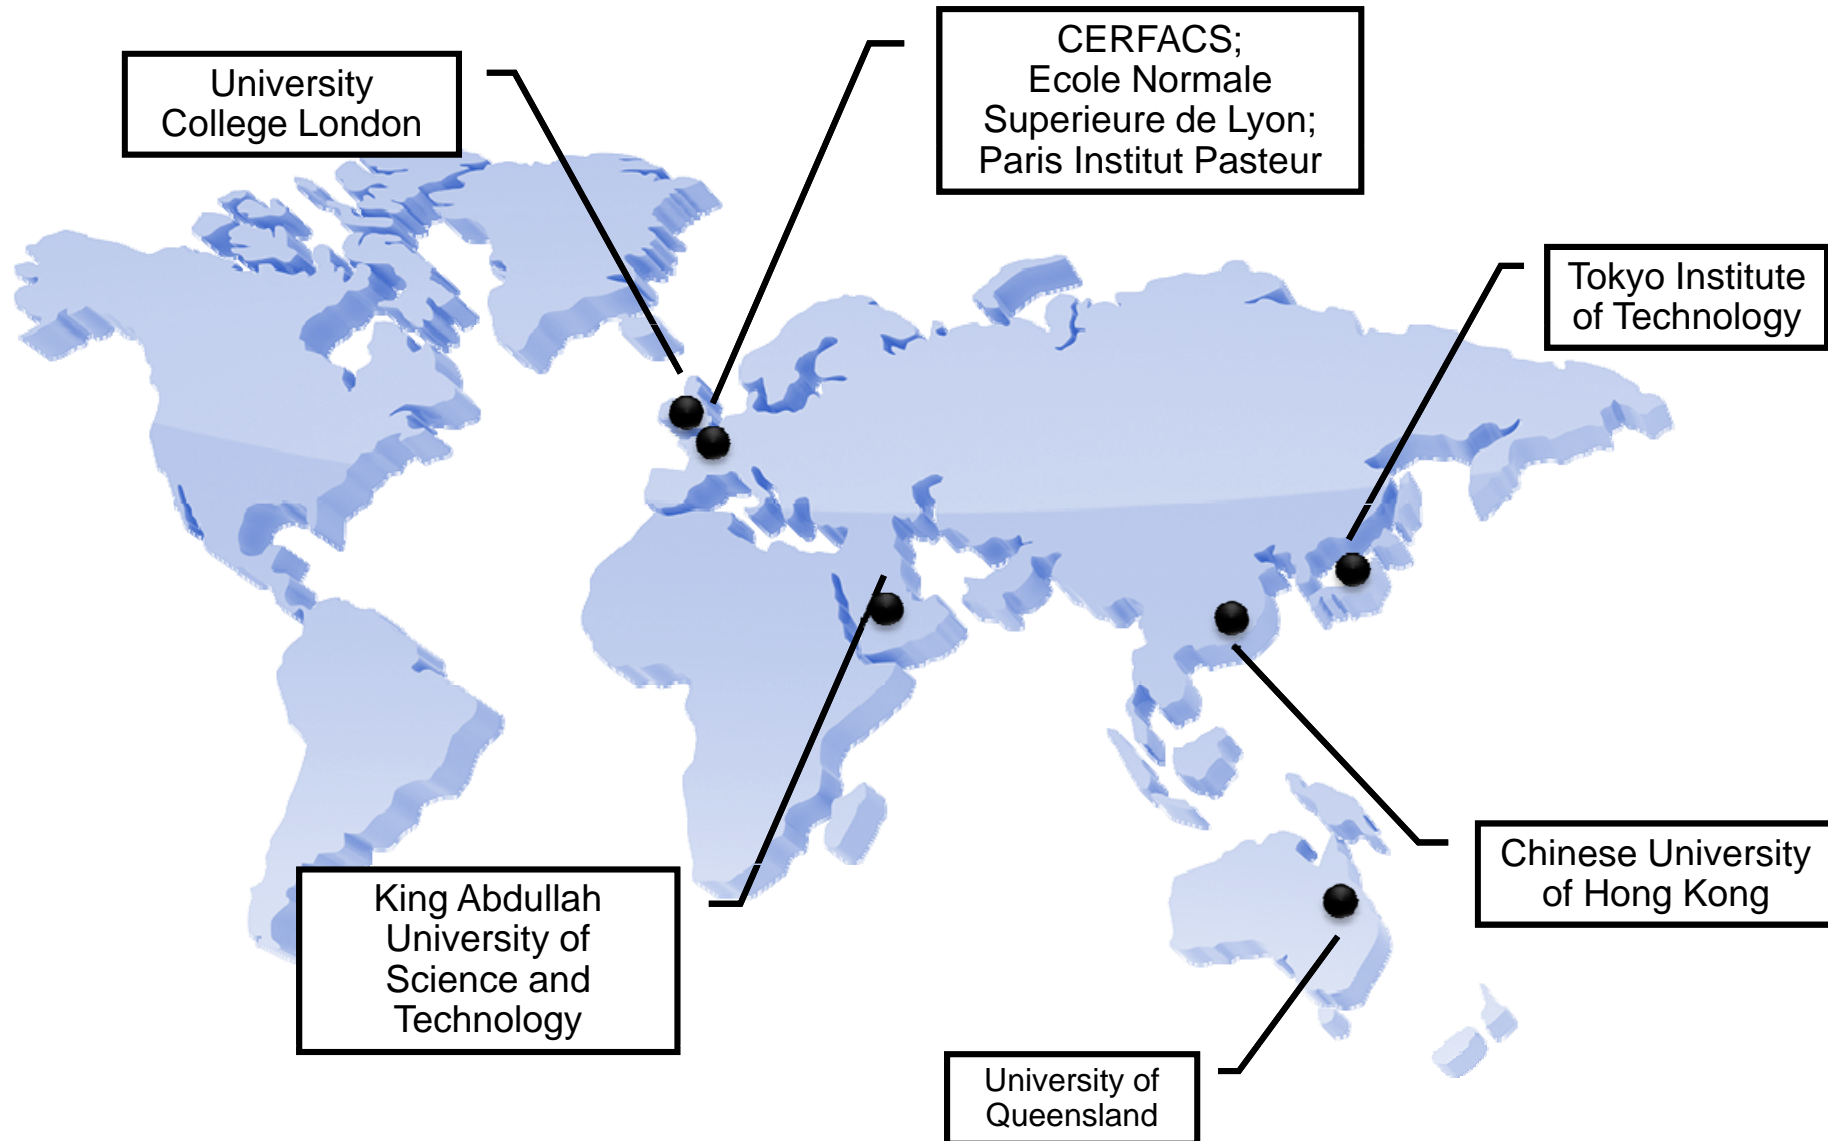 University
College London
CERFACS;
Ecole Normale
Superieure de Lyon;
Paris Institut Pasteur
Tokyo Institute
of Technology
King Abdullah
University of
Science and
Technology
Chinese University
of Hong Kong
University of
Queensland